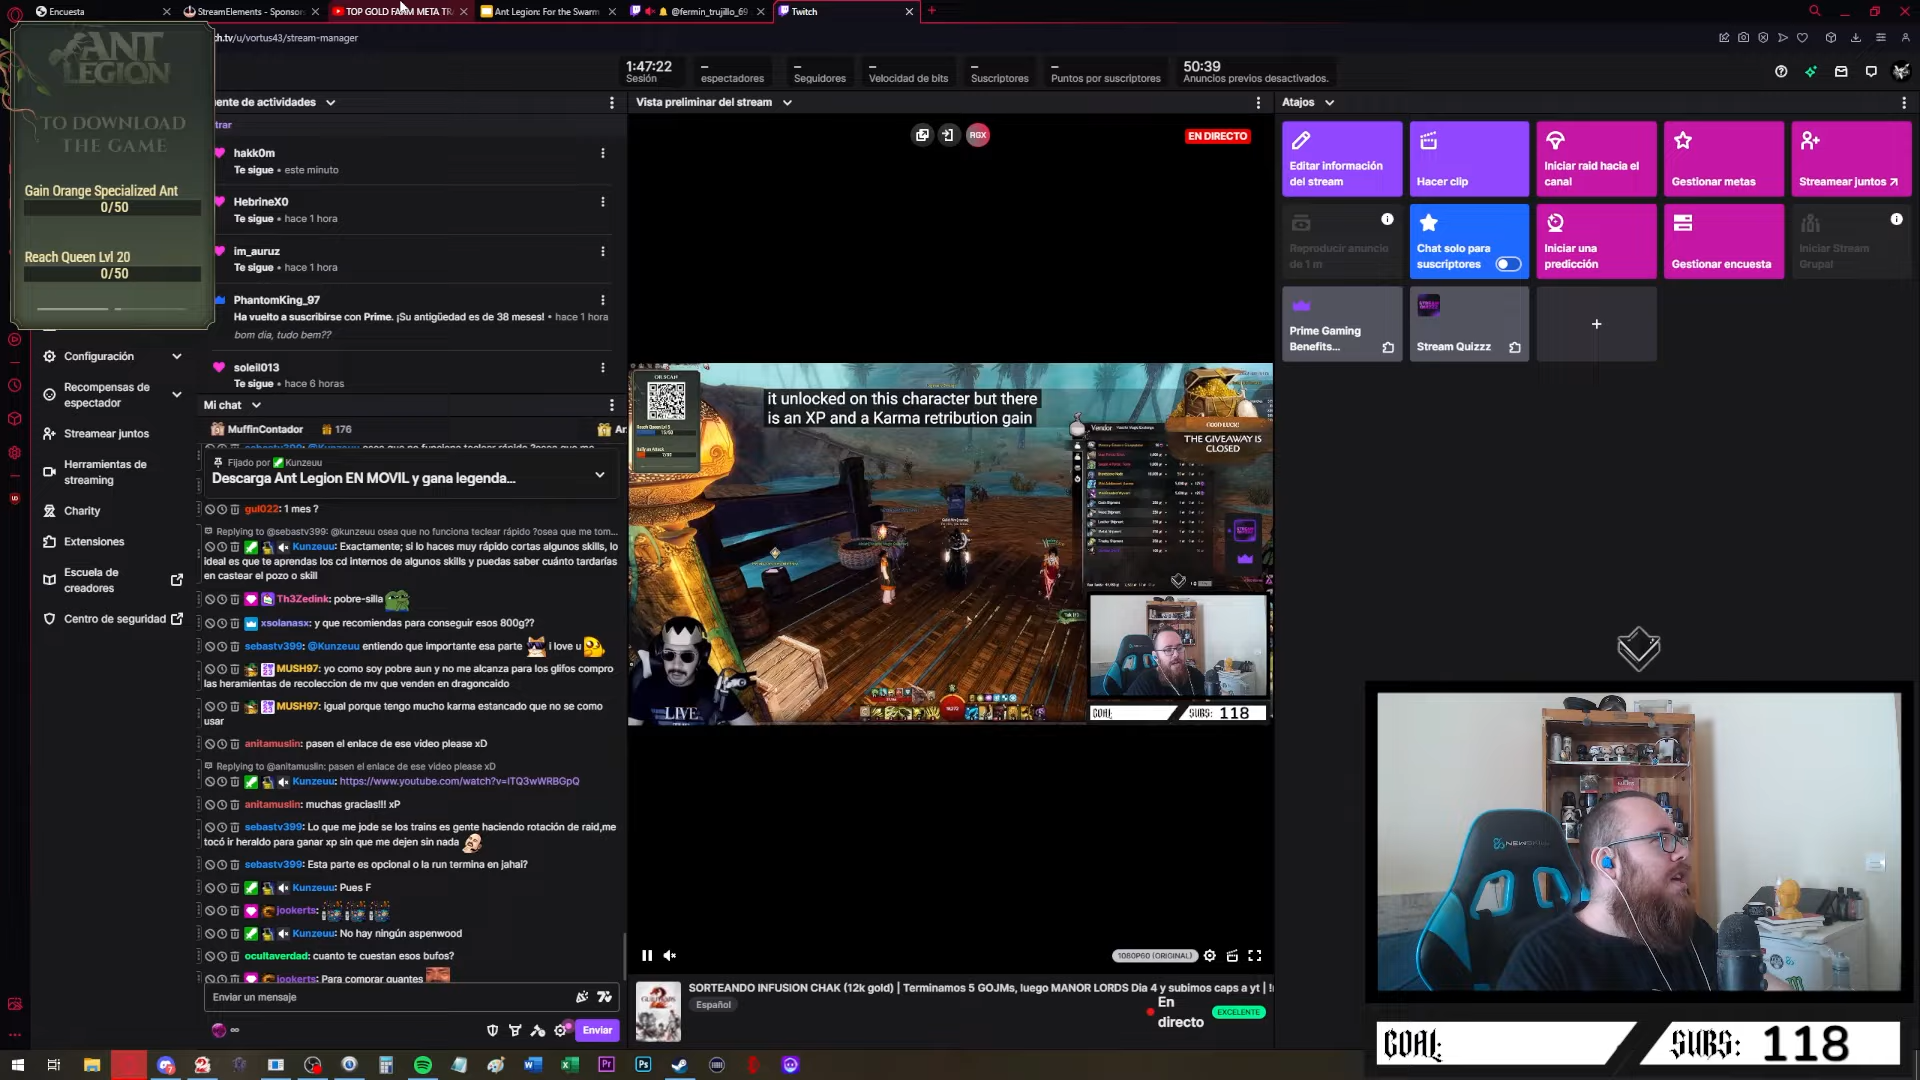 Encuesta
StreamElements - Sponsor
TOP GOLD FARM META TR
Ant Legion: For the Swarm
@fermin_trujillo_69
Twitch
ch.tv/u/vortus43/stream-manager
ANT LEGION
TO DOWNLOAD
THE GAME
Gain Orange Specialized Ant
0/50
Reach Queen Lvl 20
0/50
1:47:22
Sesión
–
espectadores
–
Seguidores
–
Velocidad de bits
–
Suscriptores
–
Puntos por suscriptores
50:39
Anuncios previos desactivados.
uente de actividades
trar
hakk0m
Te sigue • este minuto
HebrineX0
Te sigue • hace 1 hora
im_auruz
Te sigue • hace 1 hora
PhantomKing_97
Ha vuelto a suscribirse con Prime. ¡Su antigüedad es de 38 meses! • hace 1 hora
bom dia, tudo bem??
soleil013
Te sigue • hace 6 horas
Configuración
Recompensas de
espectador
Streamear juntos
Herramientas de
streaming
Charity
Extensiones
Escuela de
creadores
Centro de seguridad
Mi chat
MuffinContador
176
An
Fijado por Kunzeuu
Descarga Ant Legion EN MOVIL y gana legenda...
gul022: 1 mes ?
Replying to @sebastv399: @kunzeuu osea que no funciona teclear rápido ?osea que me tom...
Kunzeuu: Exactamente; si lo haces muy rápido cortas algunos skills, lo
ideal es que te aprendas los cd internos de algunos skills y puedas saber cuánto tardarías
en castear el pozo o skill
Th3Zedink: pobre-silla
xsolanasx: y que recomiendas para conseguir esos 800g??
sebastv399: @Kunzeuu entiendo que importante esa parte i love u
MUSH97: yo como soy pobre aun y no me alcanza para los glifos compro
las heramientas de recoleccion de mv que venden en dragoncaido
MUSH97: igual porque tengo mucho karma estancado que no se como
usar
anitamuslin: pasen el enlace de ese video please xD
Replying to @anitamuslin: pasen el enlace de ese video please xD
Kunzeuu: https://www.youtube.com/watch?v=lTQ3wWRBGpQ
anitamuslin: muchas gracias!!! xP
sebastv399: Lo que me jode se los trains es gente haciendo rotación de raid,me
tocó ir heraldo para ganar xp sin que me dejen sin nada
sebastv399: Esta parte es opcional o la run termina en jahai?
Kunzeuu: Pues F
jookerts:
Kunzeuu: No hay ningún aspenwood
ocultaverdad: cuanto te cuestan esos bufos?
jookerts: Para comprar guantes
Enviar un mensaje
Enviar
Vista preliminar del stream
RGX
EN DIRECTO
it unlocked on this character but there
is an XP and a Karma retribution gain
Vendor
GOOD LUCK!
THE GIVEAWAY IS
CLOSED
LIVE
GOAL:
SUBS: 118
1080P60 (ORIGINAL)
SORTEANDO INFUSION CHAK (12k gold) | Terminamos 5 GOJMs, luego MANOR LORDS Dia 4 y subimos caps a yt | !
Español
En
directo
EXCELENTE
Atajos
Editar información
del stream
Hacer clip
Iniciar raid hacia el
canal
Gestionar metas
Streamear juntos
Reproducir anuncio
de 1 m
Chat solo para
suscriptores
Iniciar una
predicción
Gestionar encuesta
Iniciar Stream
Grupal
Prime Gaming
Benefits...
Stream Quizzz
NEWSKILL
GOAL:
SUBS: 118